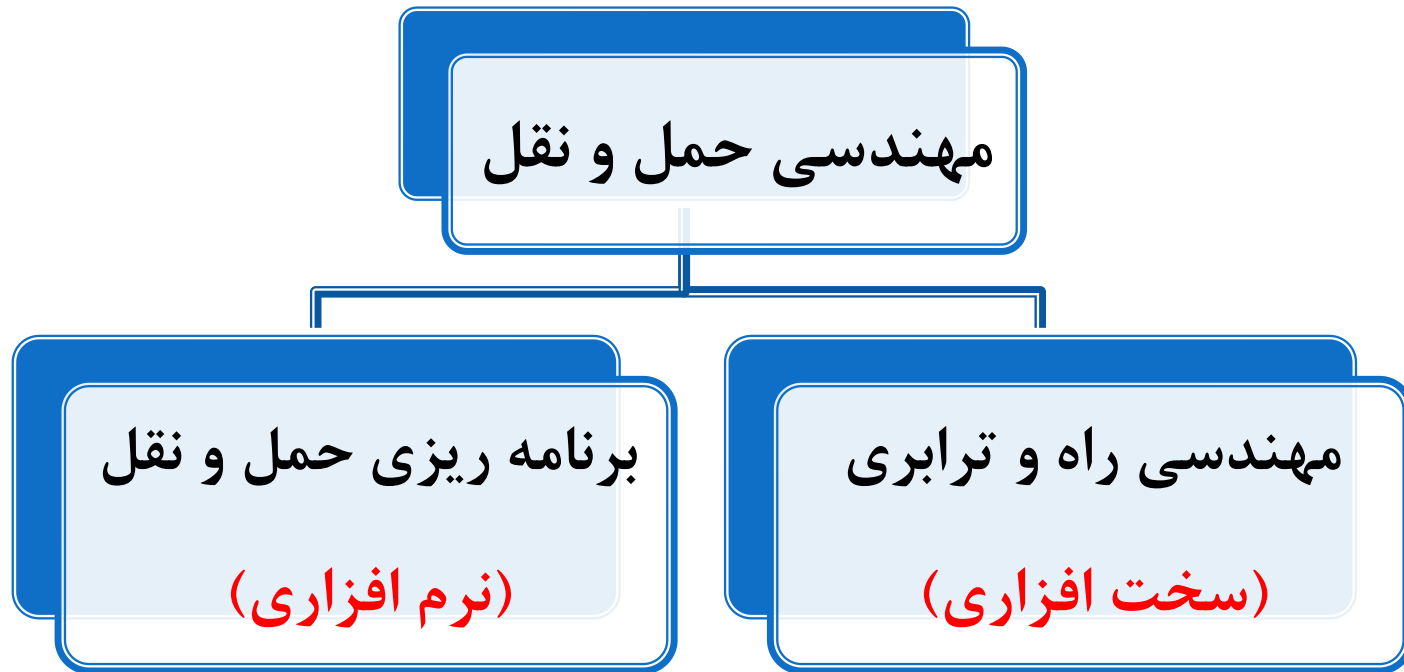 مهندسی حمل و نقل
مهندسی راه و ترابری
(سخت افزاری)
برنامه ریزی حمل و نقل
(نرم افزاری)